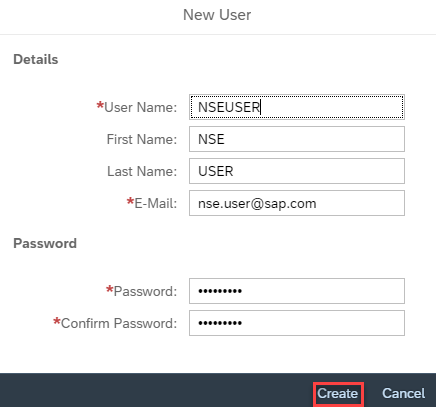 New User
Details
*User Name: NSEUSER
First Name: NSE
Last Name: USER
*E-Mail: nse.user@sap.com
Password
*Password: •••••••••
*Confirm Password: •••••••••
Create Cancel